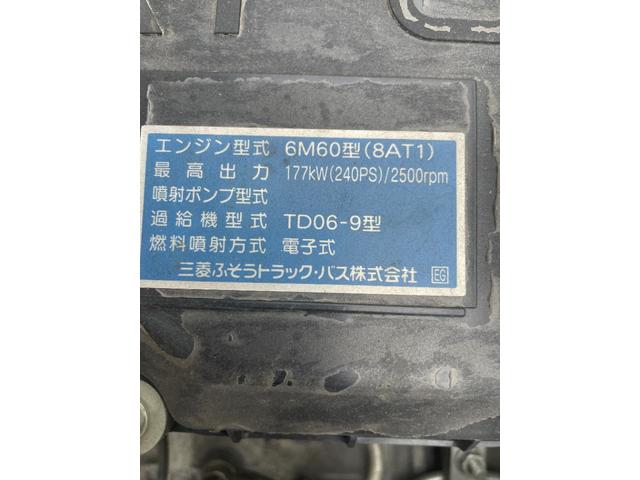 エンジン型式 6M60型(8AT1)
最高出力 177kW(240PS)/2500rpm
噴射ポンプ型式
過給機型式 TD06-9型
燃料噴射方式 電子式
三菱ふそうトラック・バス株式会社 EG